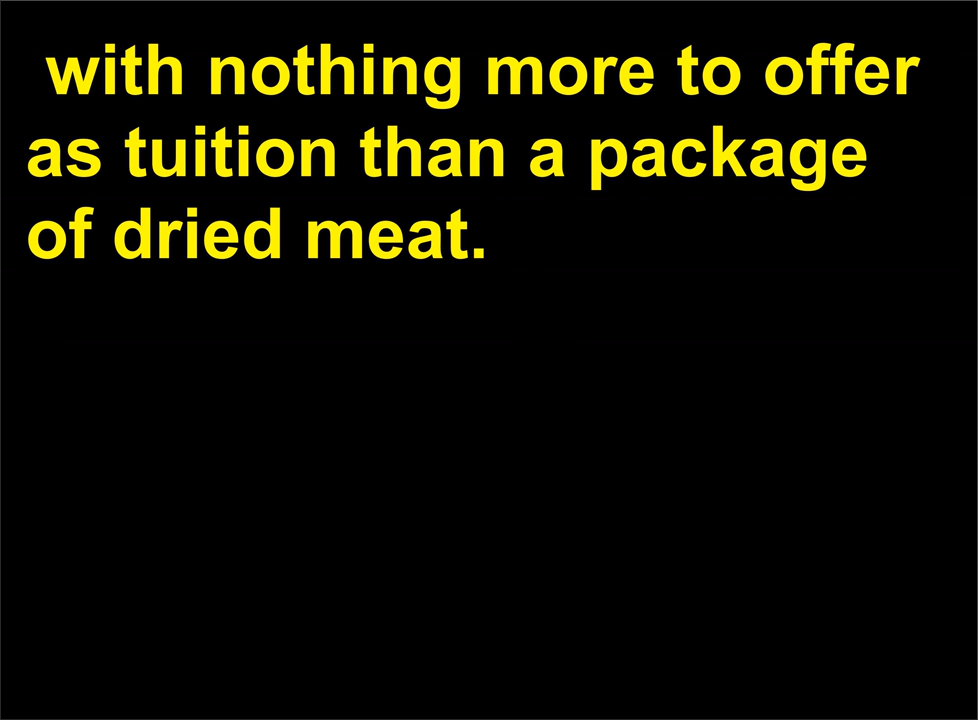 with nothing more to offer
as tuition than a package
of dried meat.